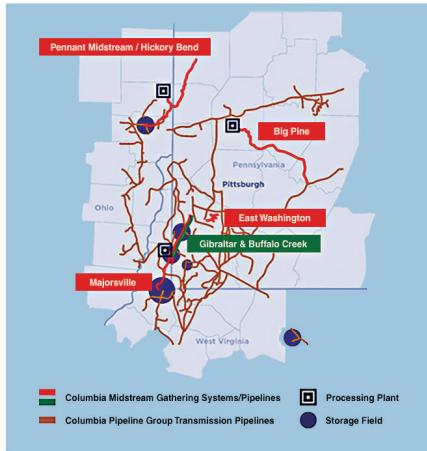 Pennant Midstream / Hickory Bend
Big Pine
Pennsylvania
Pittsburgh
Ohio
East Washington
Gibraltar & Buffalo Creek
Majorsville
West Virginia
Columbia Midstream Gathering Systems/Pipelines
Processing Plant
Columbia Pipeline Group Transmission Pipelines
Storage Field